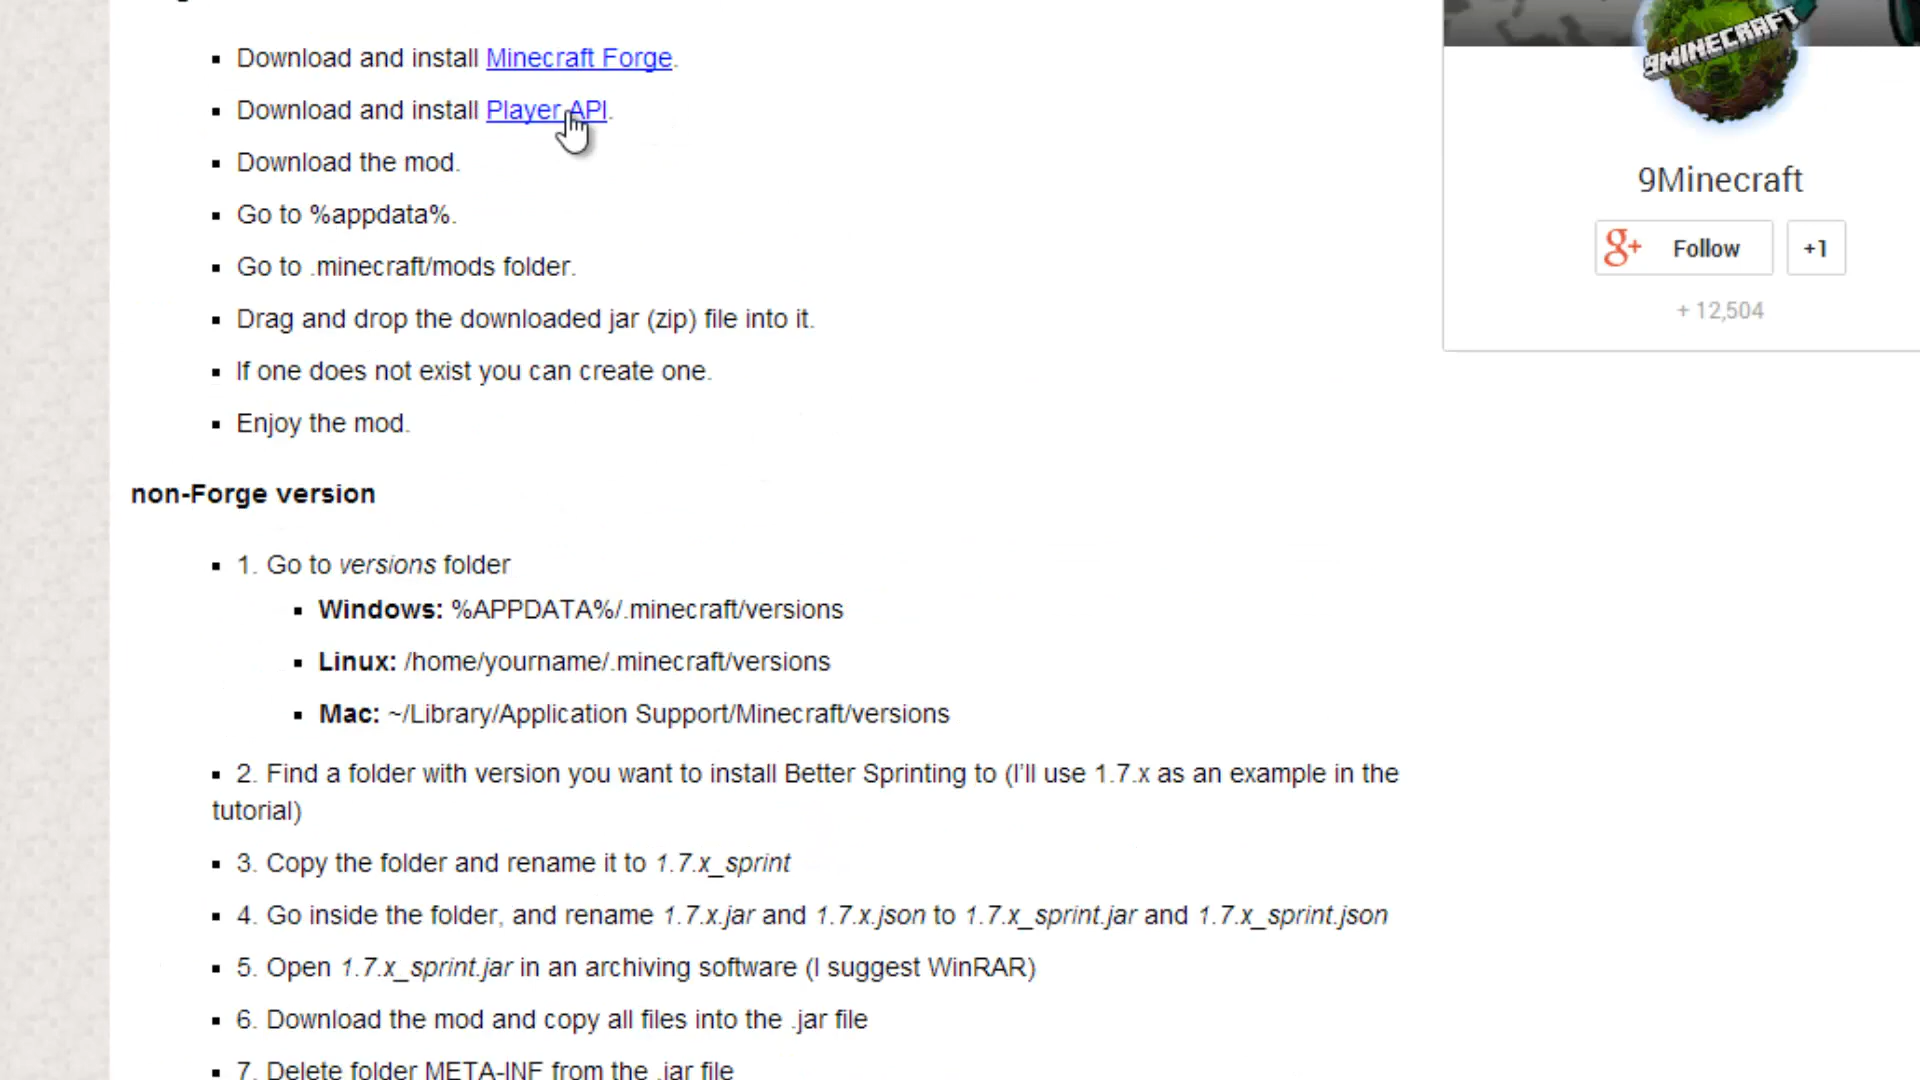 Download and install Minecraft Forge.
Download and install Player API.
Download the mod.
Go to %appdata%.
Go to .minecraft/mods folder.
Drag and drop the downloaded jar (zip) file into it.
If one does not exist you can create one.
Enjoy the mod.
non-Forge version
1. Go to versions folder
Windows: %APPDATA%/.minecraft/versions
Linux: /home/yourname/.minecraft/versions
Mac: ~/Library/Application Support/Minecraft/versions
2. Find a folder with version you want to install Better Sprinting to (I'll use 1.7.x as an example in the
tutorial)
3. Copy the folder and rename it to 1.7.x_sprint
4. Go inside the folder, and rename 1.7.x.jar and 1.7.x.json to 1.7.x_sprint.jar and 1.7.x_sprint.json
5. Open 1.7.x_sprint.jar in an archiving software (I suggest WinRAR)
6. Download the mod and copy all files into the .jar file
7. Delete folder META-INF from the .jar file
9MINECRAFT
9Minecraft
g+ Follow +1
+ 12,504